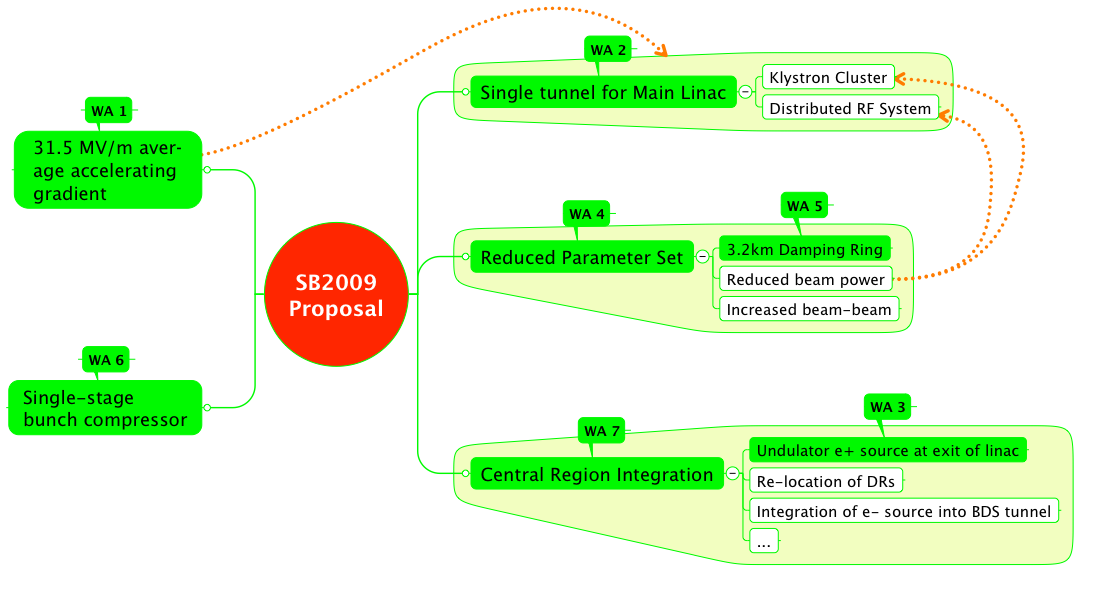 WA 1
31.5 MV/m aver-
age accelerating
gradient
WA 6
Single-stage
bunch compressor
SB2009
Proposal
WA 2
Single tunnel for Main Linac
Klystron Cluster
Distributed RF System
WA 4
Reduced Parameter Set
WA 5
3.2km Damping Ring
Reduced beam power
Increased beam-beam
WA 7
Central Region Integration
WA 3
Undulator e+ source at exit of linac
Re-location of DRs
Integration of e- source into BDS tunnel
...